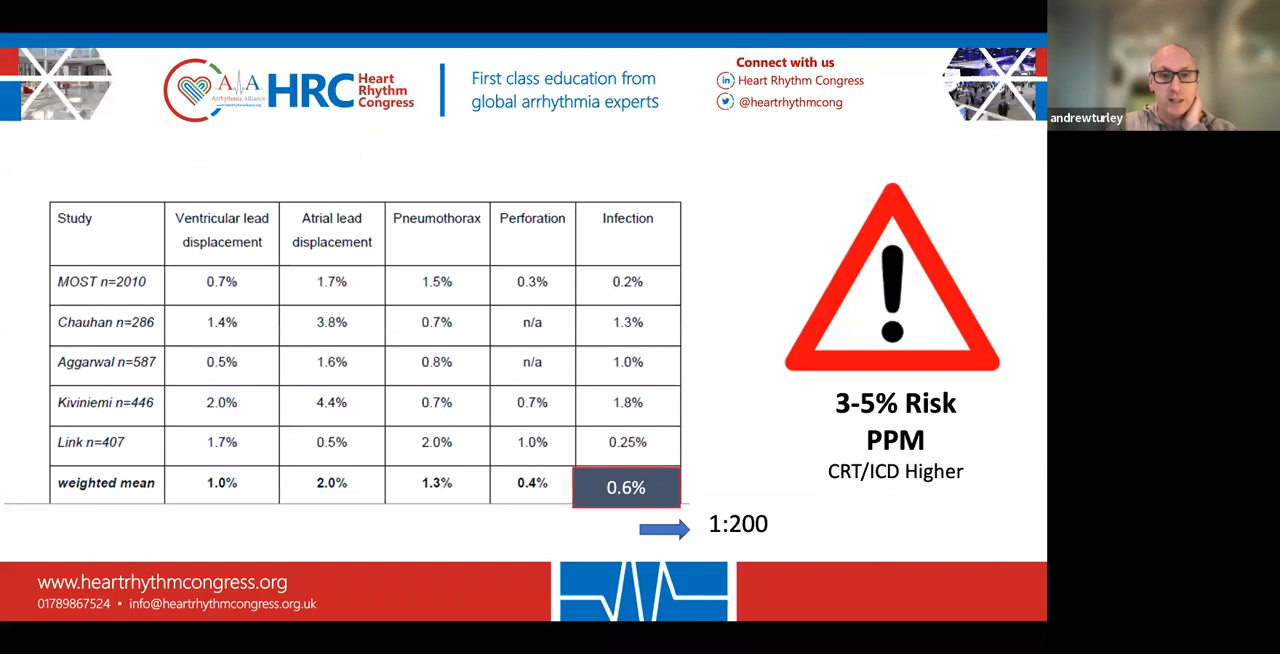 Arrhythmia Alliance
HRC
Heart
Rhythm
Congress
First class education from
global arrhythmia experts
Connect with us
in Heart Rhythm Congress
@heartrhythmcong
andrewturley
Study Ventricular lead displacement Atrial lead displacement Pneumothorax Perforation Infection
MOST n=2010 0.7% 1.7% 1.5% 0.3% 0.2%
Chauhan n=286 1.4% 3.8% 0.7% n/a 1.3%
Aggarwal n=587 0.5% 1.6% 0.8% n/a 1.0%
Kiviniemi n=446 2.0% 4.4% 0.7% 0.7% 1.8%
Link n=407 1.7% 0.5% 2.0% 1.0% 0.25%
weighted mean 1.0% 2.0% 1.3% 0.4% 0.6%
1:200
!
3-5% Risk
PPM
CRT/ICD Higher
www.heartrhythmcongress.org
01789867524 • info@heartrhythmcongress.org.uk